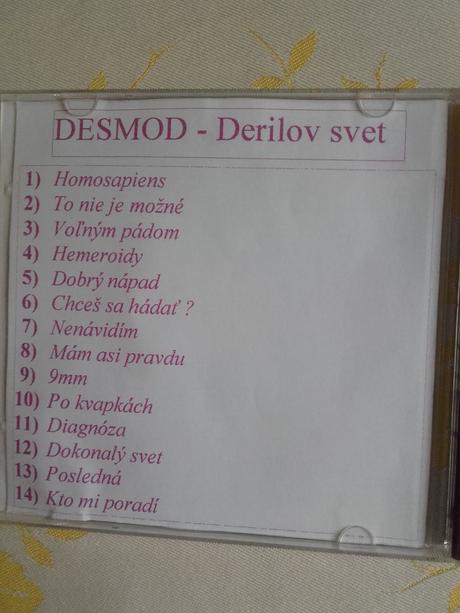 DESMOD - Derilov svet
1) Homosapiens
2) To nie je možné
3) Voľným pádom
4) Hemeroidy
5) Dobrý nápad
6) Chceš sa hádať ?
7) Nenávidím
8) Mám asi pravdu
9) 9mm
10) Po kvapkách
11) Diagnóza
12) Dokonalý svet
13) Posledná
14) Kto mi poradí